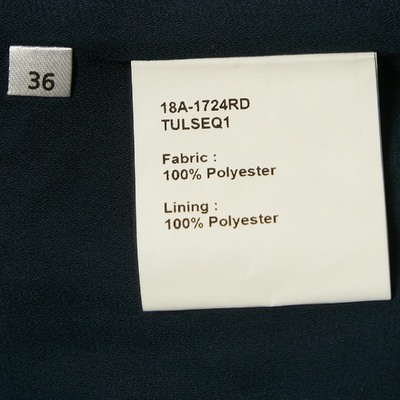 36
18A-1724RD
TULSEQ1
Fabric :
100% Polyester
Lining :
100% Polyester